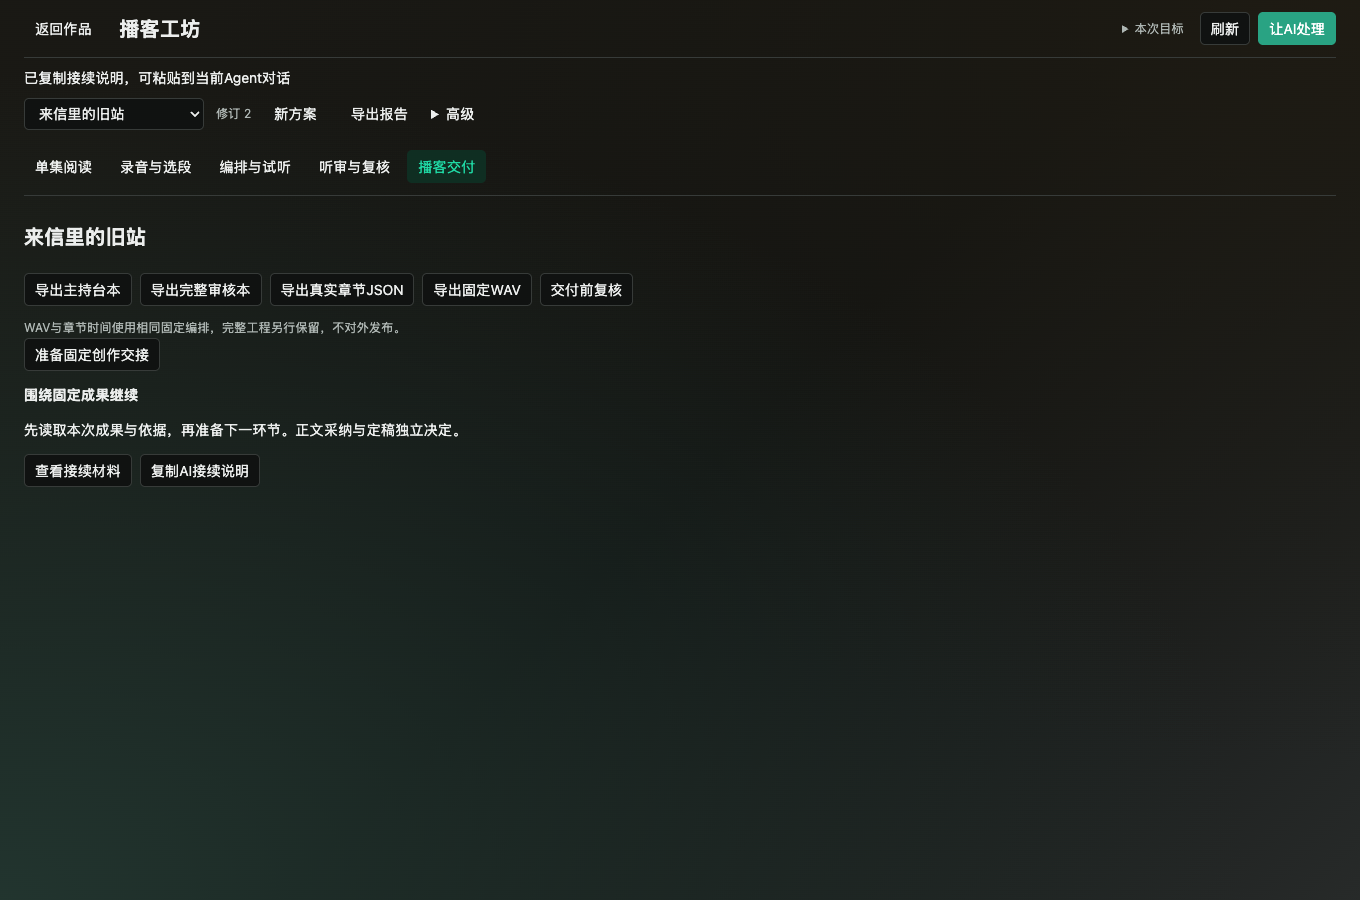 返回作品 播客工坊 ▶ 本次目标 刷新 让AI处理
已复制接续说明，可粘贴到当前Agent对话
来信里的旧站 修订 2 新方案 导出报告 ▶ 高级
单集阅读 录音与选段 编排与试听 听审与复核 播客交付
来信里的旧站
导出主持台本 导出完整审核本 导出真实章节JSON 导出固定WAV 交付前复核
WAV与章节时间使用相同固定编排，完整工程另行保留，不对外发布。
准备固定创作交接
围绕固定成果继续
先读取本次成果与依据，再准备下一环节。正文采纳与定稿独立决定。
查看接续材料 复制AI接续说明